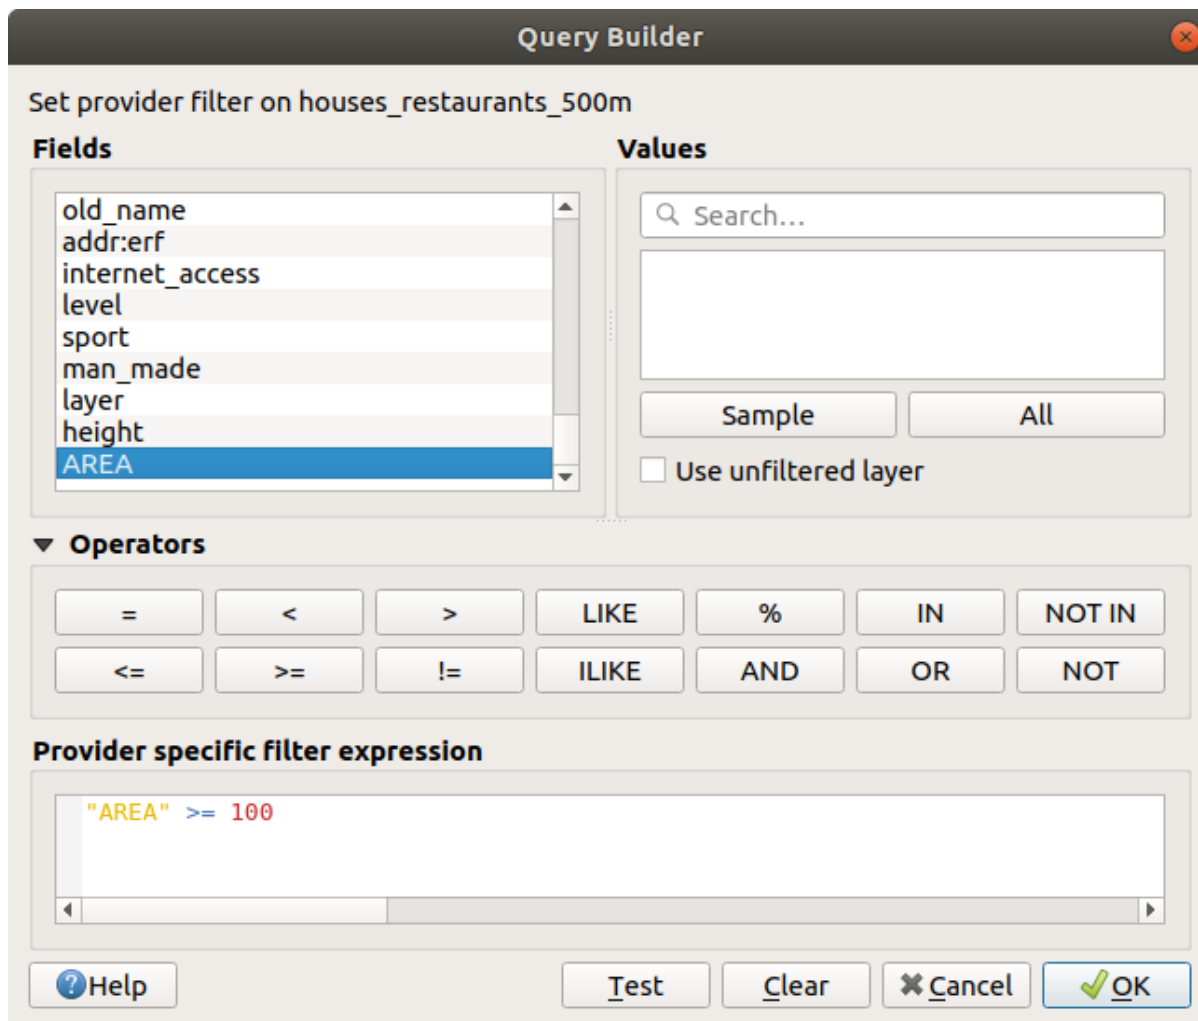 Query Builder
Set provider filter on houses_restaurants_500m
Fields
Values
old_name
addr:erf
internet_access
level
sport
man_made
layer
height
AREA
Search...
Sample
All
Use unfiltered layer
Operators
= < > LIKE % IN NOT IN
<= >= != ILIKE AND OR NOT
Provider specific filter expression
"AREA" >= 100
Help Test Clear Cancel OK